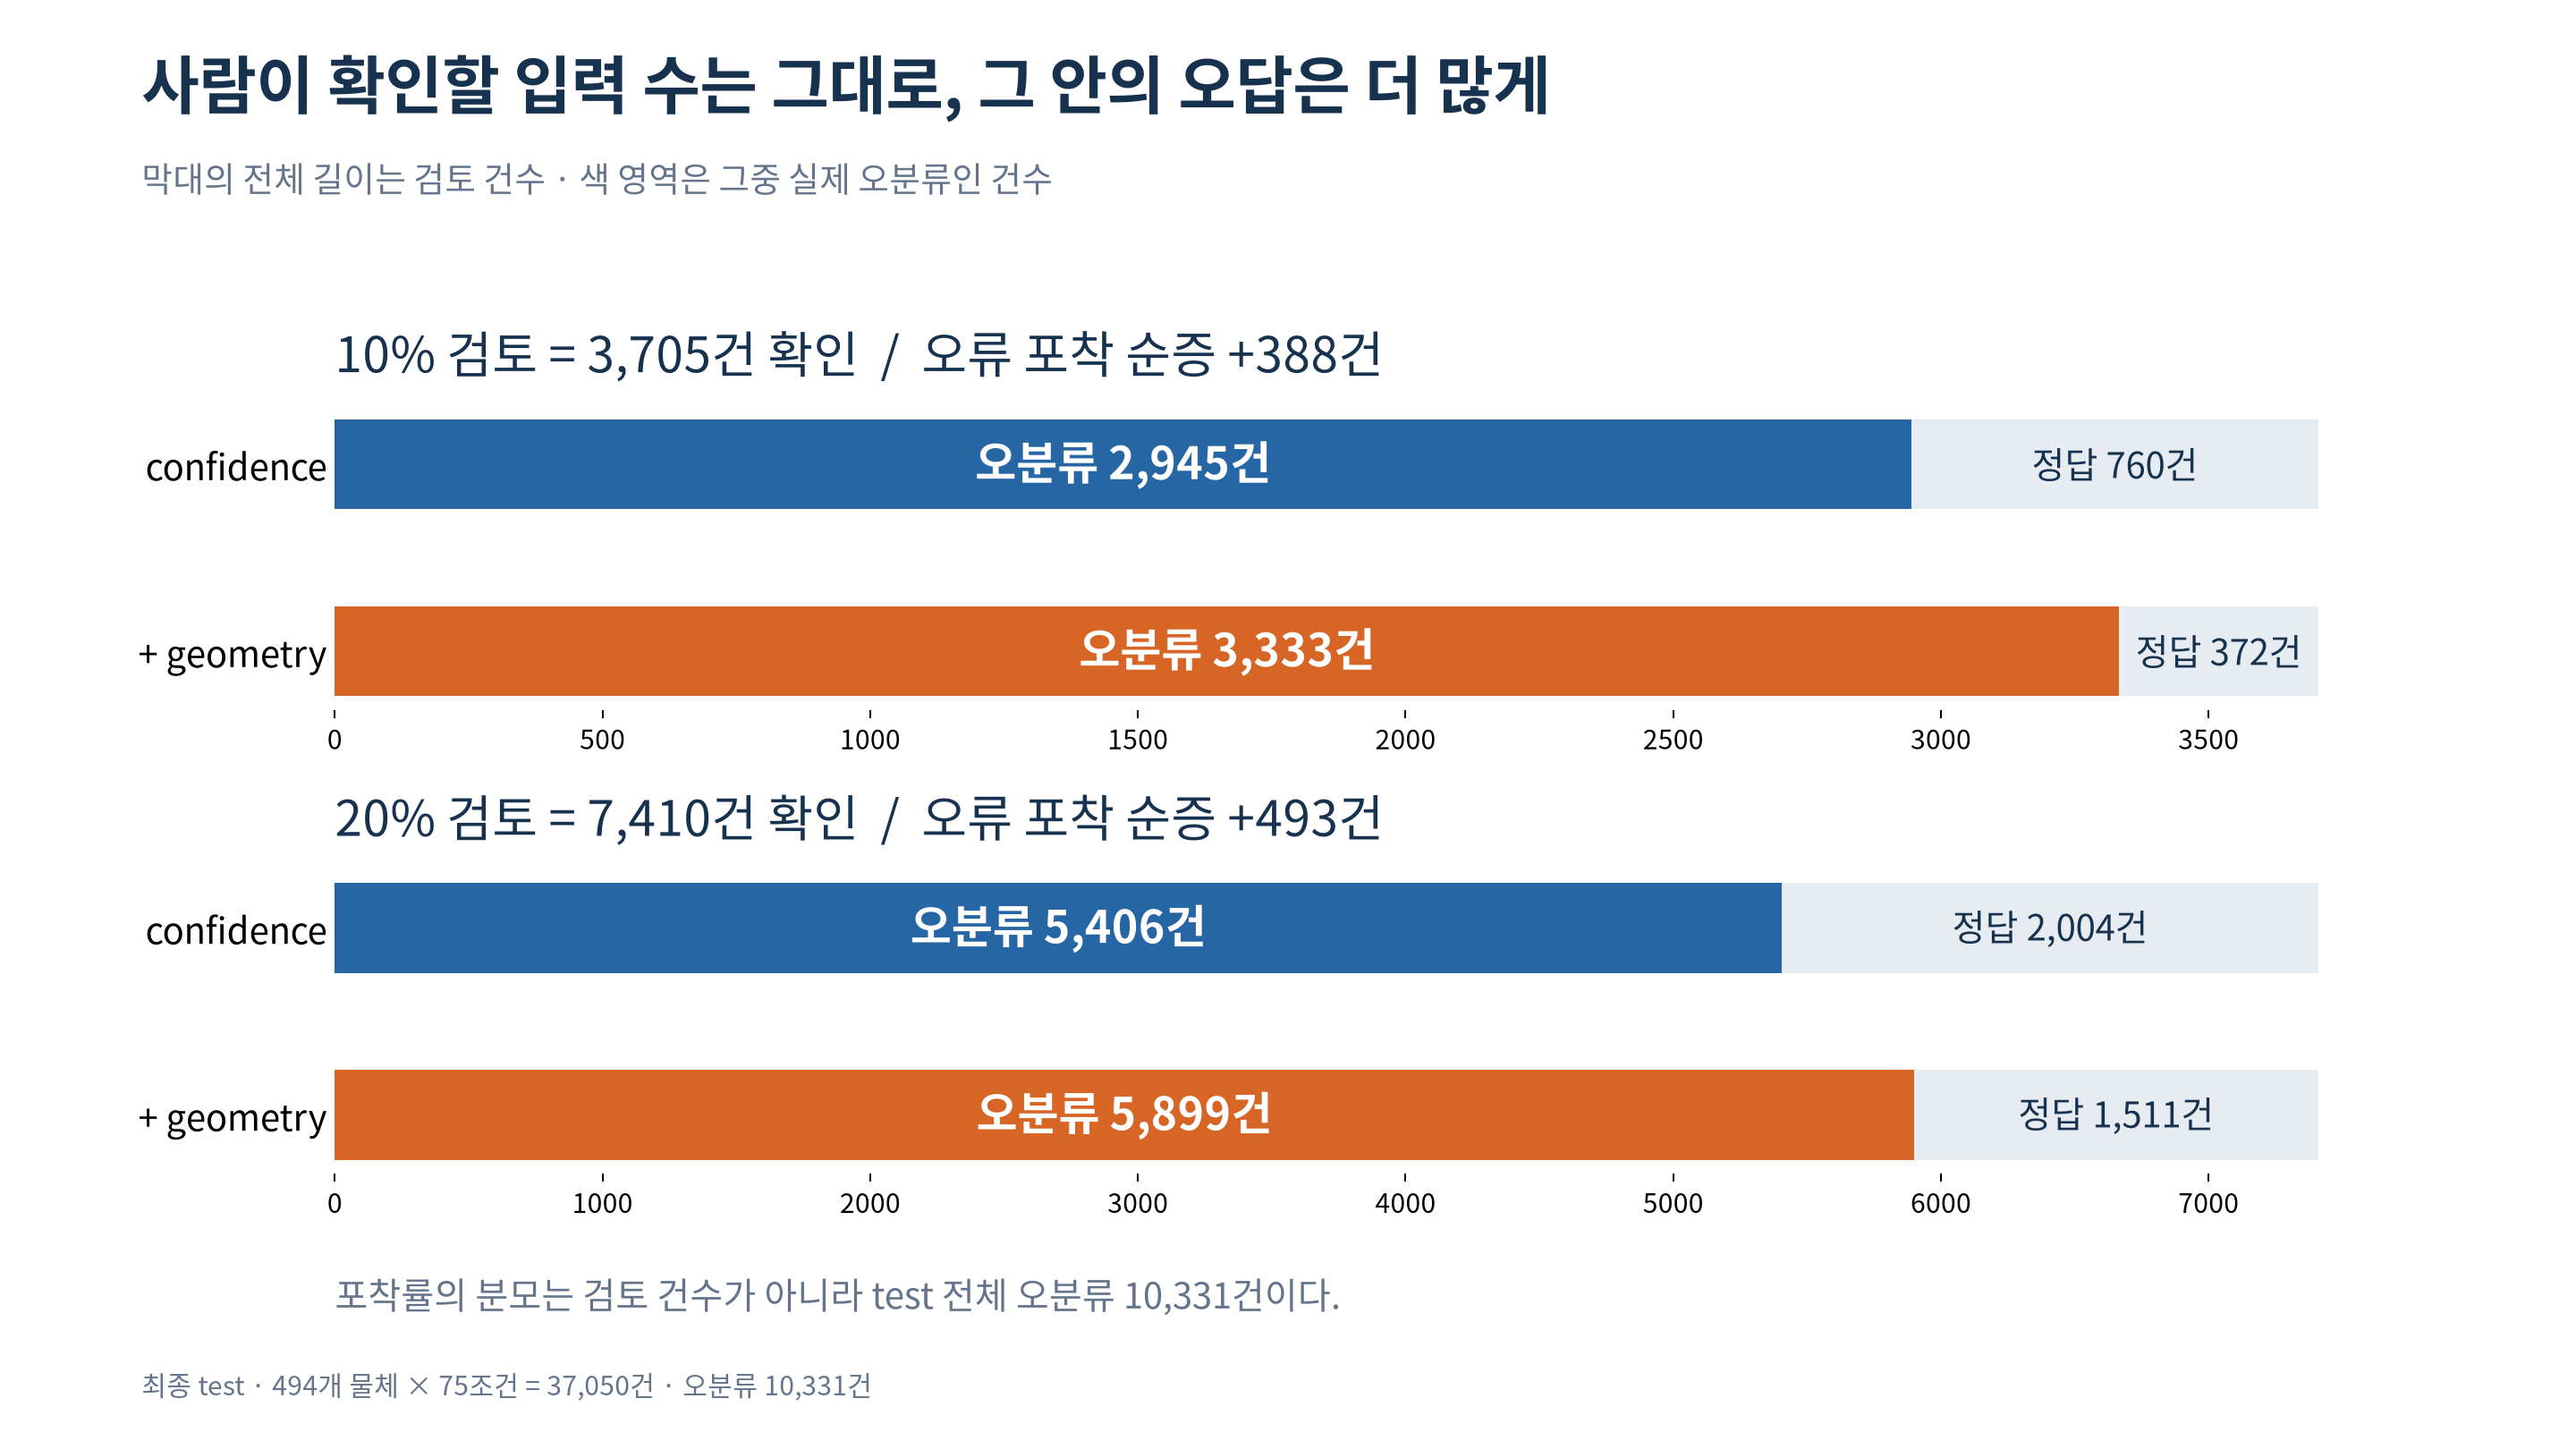 사람이 확인할 입력 수는 그대로, 그 안의 오답은 더 많게
막대의 전체 길이는 검토 건수 · 색 영역은 그중 실제 오분류인 건수
10% 검토 = 3,705건 확인 / 오류 포착 순증 +388건
confidence 오분류 2,945건 정답 760건
+ geometry 오분류 3,333건 정답 372건
0 500 1000 1500 2000 2500 3000 3500
20% 검토 = 7,410건 확인 / 오류 포착 순증 +493건
confidence 오분류 5,406건 정답 2,004건
+ geometry 오분류 5,899건 정답 1,511건
0 1000 2000 3000 4000 5000 6000 7000
포착률의 분모는 검토 건수가 아니라 test 전체 오분류 10,331건이다.
최종 test · 494개 물체 × 75조건 = 37,050건 · 오분류 10,331건